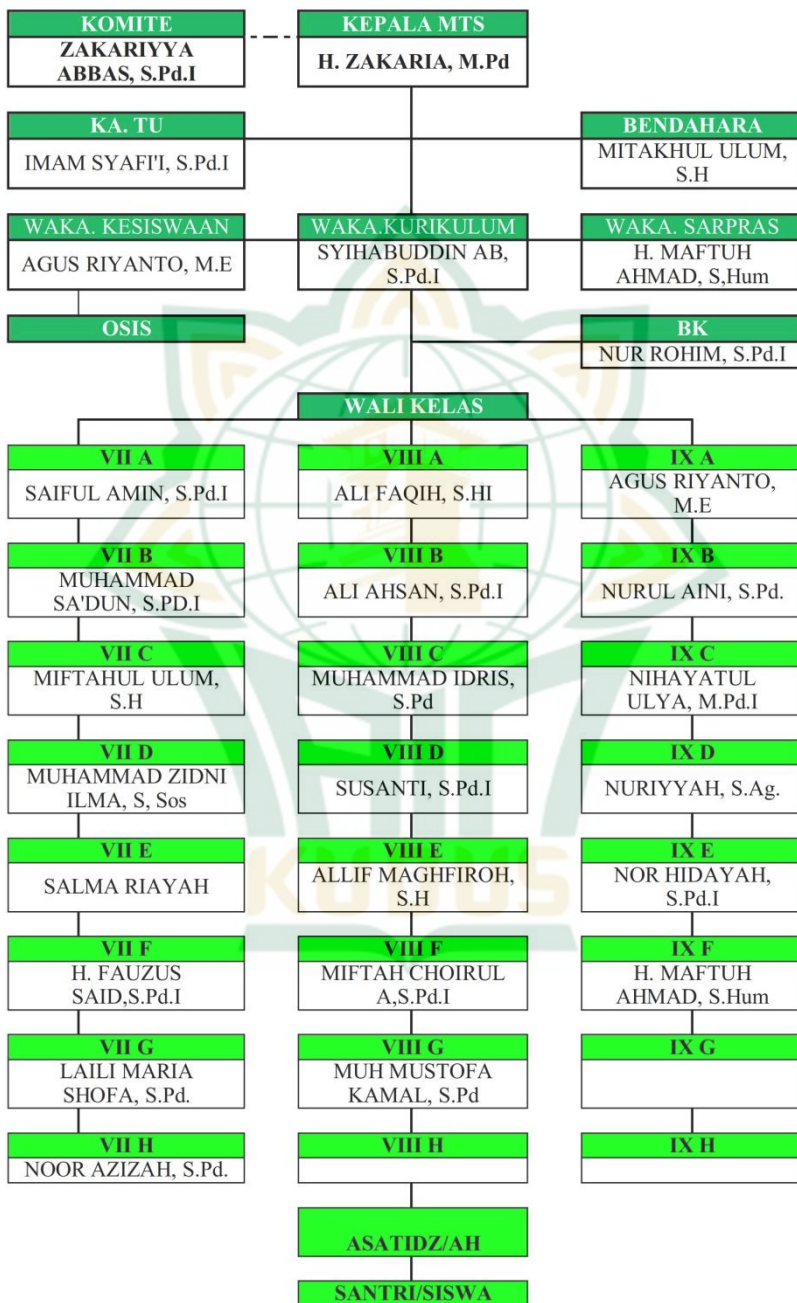 KOMITE
ZAKARIYYA
ABBAS, S.Pd.I
KEPALA MTS
H. ZAKARIA, M.Pd
KA. TU
IMAM SYAFI'I, S.Pd.I
BENDAHARA
MITAKHUL ULUM,
S.H
WAKA. KESISWAAN
AGUS RIYANTO, M.E
WAKA.KURIKULUM
SYIHABUDDIN AB,
S.Pd.I
WAKA. SARPRAS
H. MAFTUH
AHMAD, S,Hum
OSIS
BK
NUR ROHIM, S.Pd.I
WALI KELAS
VII A
SAIFUL AMIN, S.Pd.I
VIII A
ALI FAQIH, S.HI
IX A
AGUS RIYANTO,
M.E
VII B
MUHAMMAD
SA'DUN, S.PD.I
VIII B
ALI AHSAN, S.Pd.I
IX B
NURUL AINI, S.Pd.
VII C
MIFTAHUL ULUM,
S.H
VIII C
MUHAMMAD IDRIS,
S.Pd
IX C
NIHAYATUL
ULYA, M.Pd.I
VII D
MUHAMMAD ZIDNI
ILMA, S, Sos
VIII D
SUSANTI, S.Pd.I
IX D
NURIYYAH, S.Ag.
VII E
SALMA RIAYAH
VIII E
ALLIF MAGHFIROH,
S.H
IX E
NOR HIDAYAH,
S.Pd.I
VII F
H. FAUZUS
SAID,S.Pd.I
VIII F
MIFTAH CHOIRUL
A,S.Pd.I
IX F
H. MAFTUH
AHMAD, S.Hum
VII G
LAILI MARIA
SHOFA, S.Pd.
VIII G
MUH MUSTOFA
KAMAL, S.Pd
IX G
VII H
NOOR AZIZAH, S.Pd.
VIII H
IX H
ASATIDZ/AH
SANTRI/SISWA
KUDUS